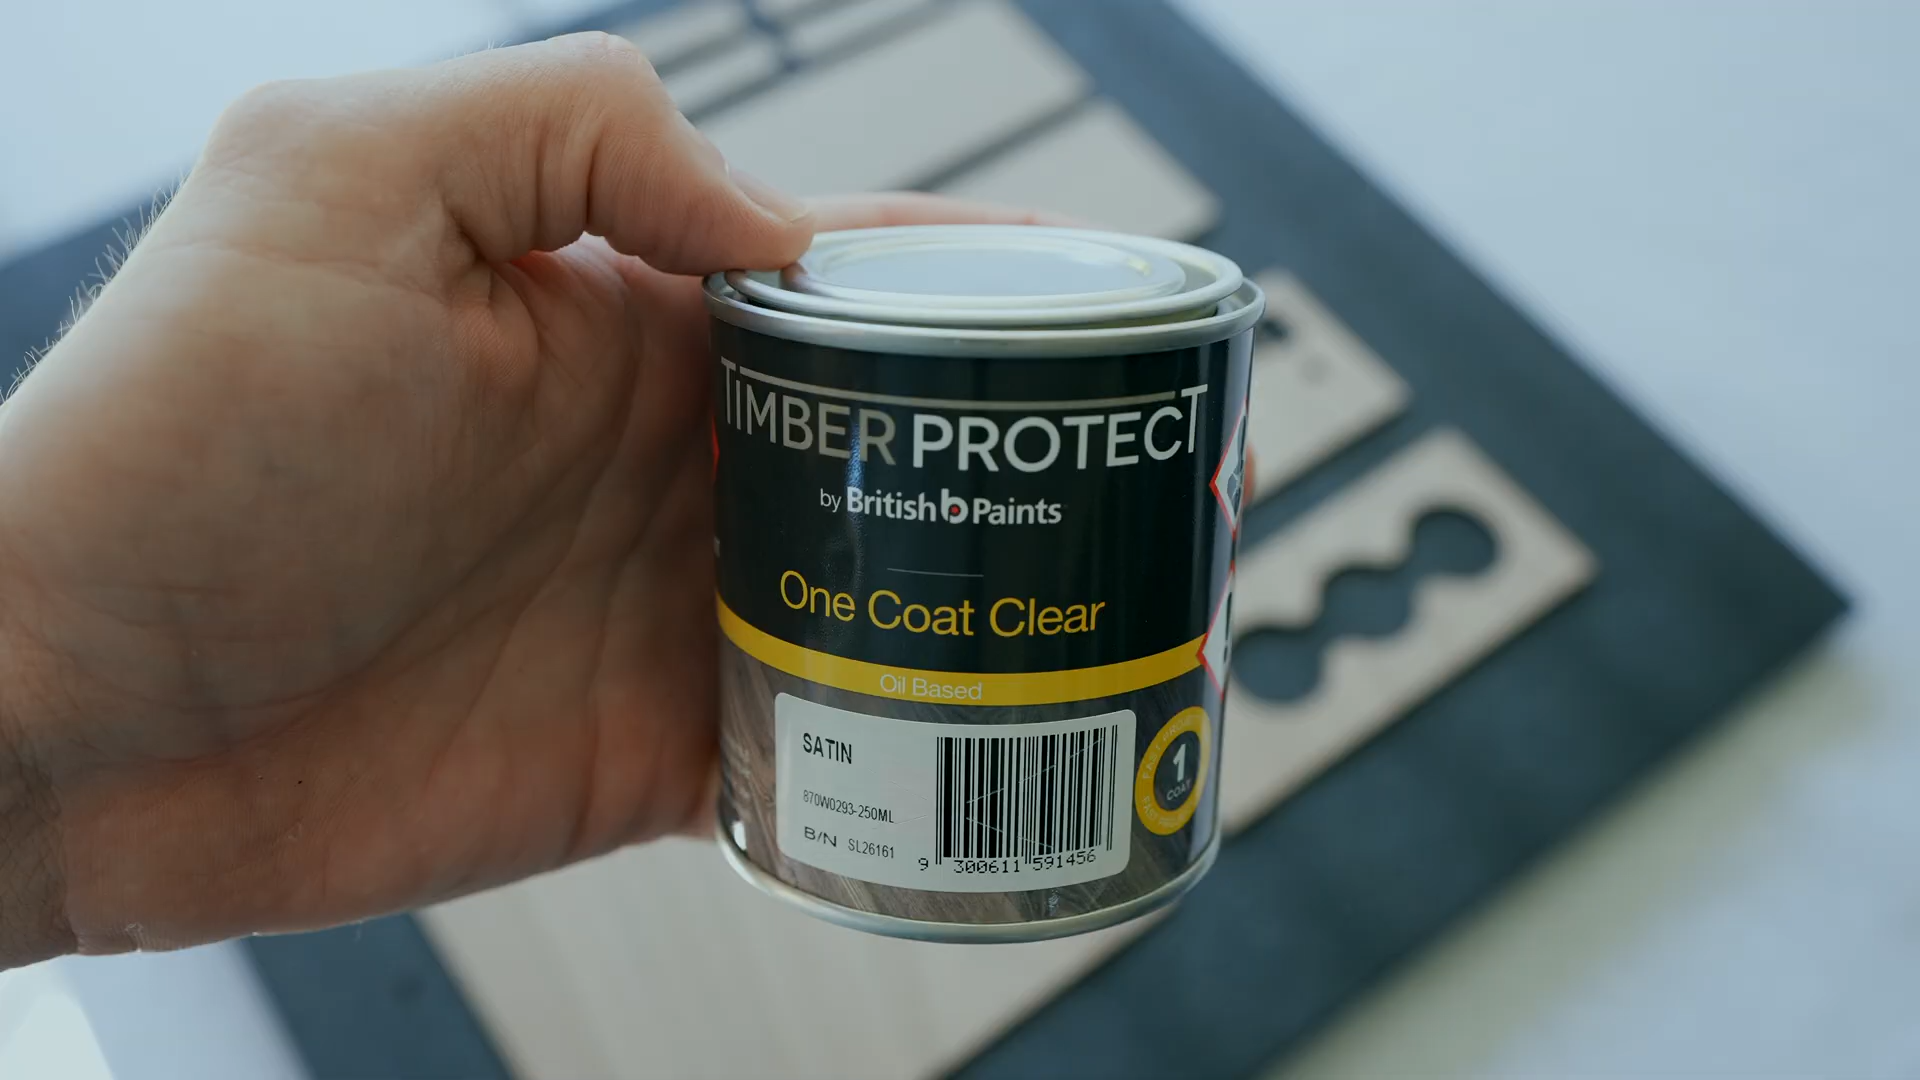 TIMBER PROTECT
by British Paints
One Coat Clear
Oil Based
SATIN
870W0293-250ML
B/N SL26161
9 300611 591456
1
COAT